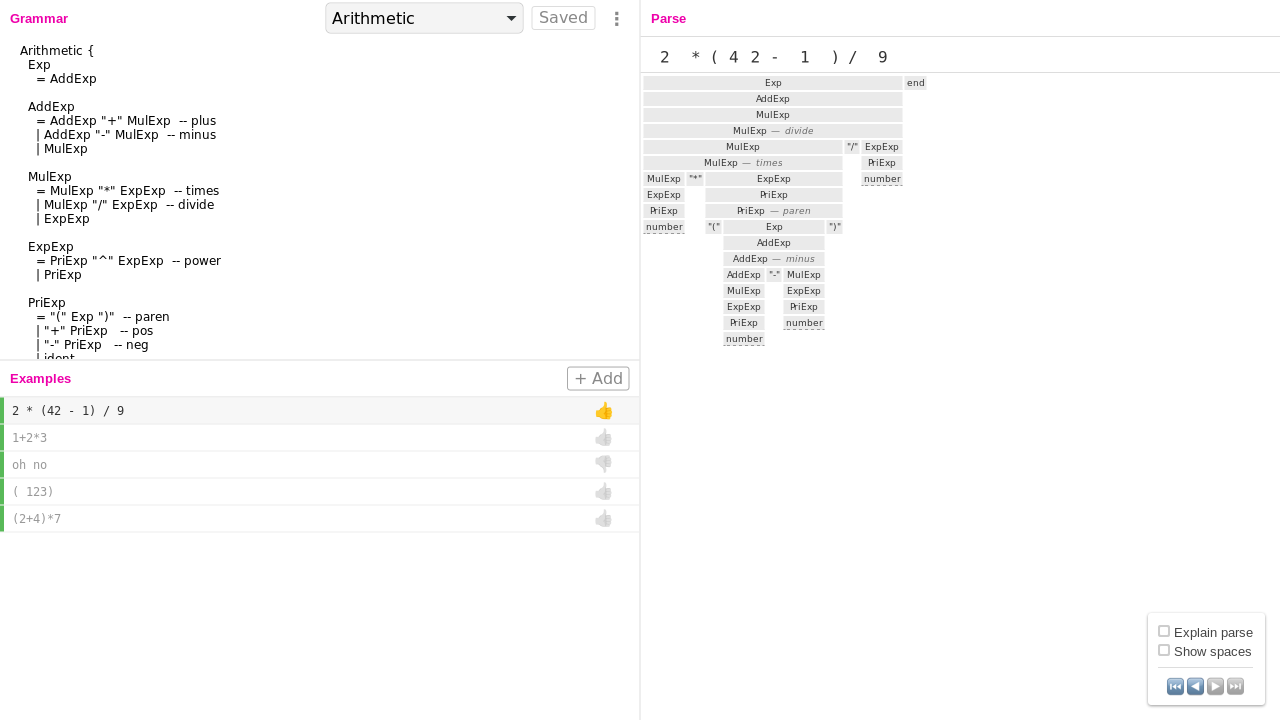 Grammar
Arithmetic
Saved
Arithmetic {
Exp
= AddExp
AddExp
= AddExp "+" MulExp -- plus
| AddExp "-" MulExp -- minus
| MulExp
MulExp
= MulExp "*" ExpExp -- times
| MulExp "/" ExpExp -- divide
| ExpExp
ExpExp
= PriExp "^" ExpExp -- power
| PriExp
PriExp
= "(" Exp ")" -- paren
| "+" PriExp -- pos
| "-" PriExp -- neg
| ident
Examples
+ Add
2 * (42 - 1) / 9
1+2*3
oh no
( 123)
(2+4)*7
Parse
2 * ( 4 2 - 1 ) / 9
Exp end
AddExp
MulExp
MulExp — divide
MulExp "/" ExpExp
MulExp — times PriExp
MulExp "*" ExpExp number
ExpExp PriExp
PriExp PriExp — paren
number "(" Exp ")"
AddExp
AddExp — minus
AddExp "-" MulExp
MulExp ExpExp
ExpExp PriExp
PriExp number
number
Explain parse
Show spaces